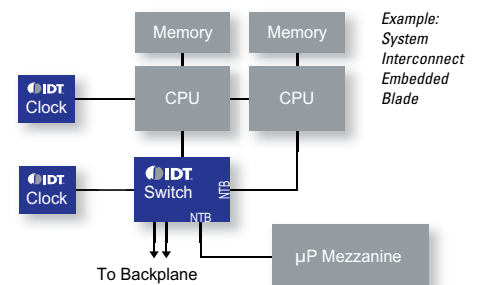 Memory
Memory
Example:
System
Interconnect
Embedded
Blade
IDT
Clock
CPU
CPU
IDT
Clock
IDT
Switch
NTB
NTB
µP Mezzanine
To Backplane